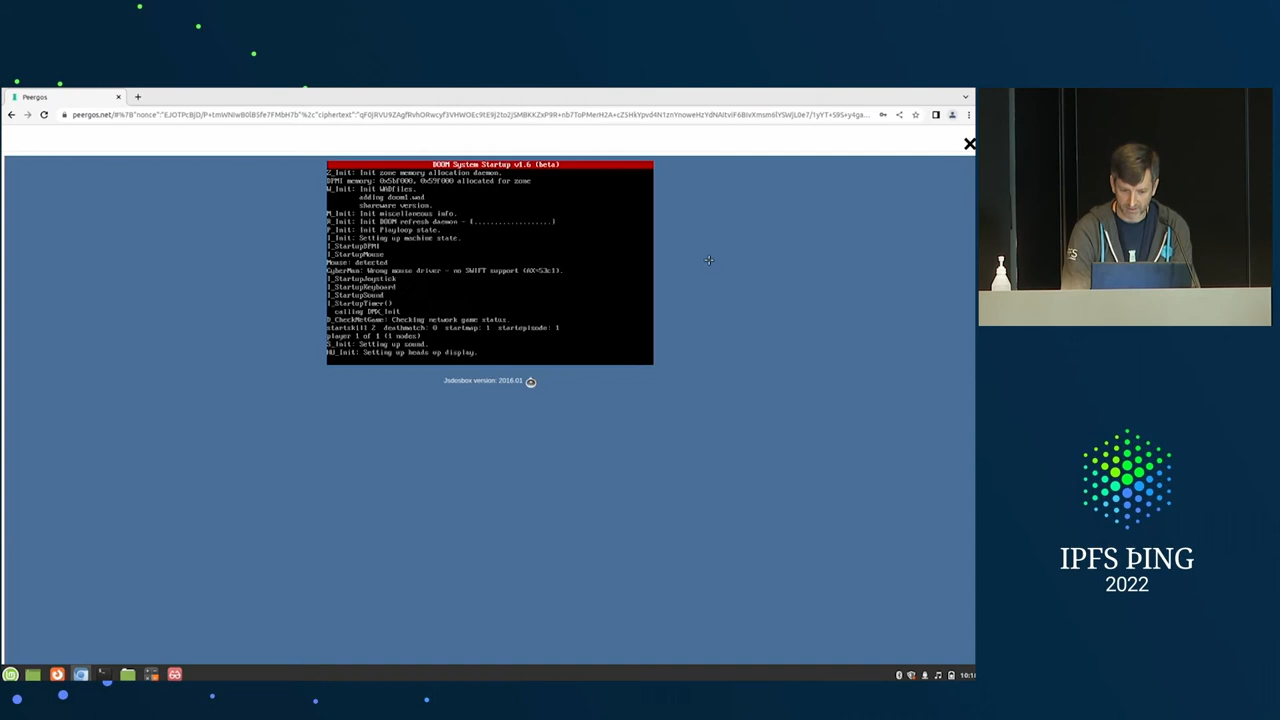 Peergos
DOOM System Startup v1.6 (beta)
Z_Init: Init zone memory allocation daemon.
DPMI memory: 0x5bf000, 0x59f000 allocated for zone
W_Init: Init WADfiles.
adding doom1.wad
shareware version.
M_Init: Init miscellaneous info.
R_Init: Init DOOM refresh daemon - [...................]
P_Init: Init Playloop state.
I_Init: Setting up machine state.
I_StartupDPMI
I_StartupMouse
Mouse: detected
CyberMan: Wrong mouse driver - no SWIFT support (AX=53c1).
I_StartupJoystick
I_StartupKeyboard
I_StartupSound
I_StartupTimer()
calling DMX_Init
D_CheckNetGame: Checking network game status.
startskill 2 deathmatch: 0 startmap: 1 startepisode: 1
player 1 of 1 (1 nodes)
S_Init: Setting up sound.
HU_Init: Setting up heads up display.
Jsdosbox version: 2016.01
IPFS ÞING
2022